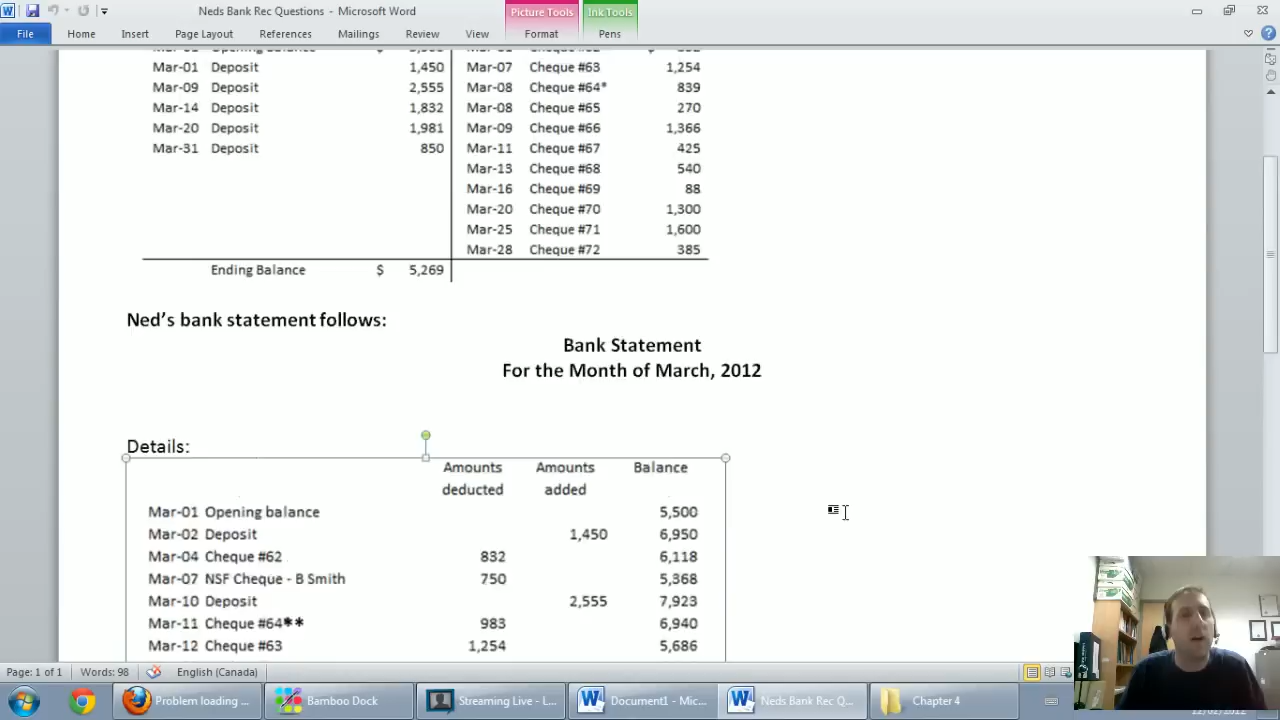 Neds Bank Rec Questions - Microsoft Word
Picture Tools
Ink Tools
File Home Insert Page Layout References Mailings Review View Format Pens
Mar-01 Deposit 1,450 Mar-07 Cheque #63 1,254
Mar-09 Deposit 2,555 Mar-08 Cheque #64* 839
Mar-14 Deposit 1,832 Mar-08 Cheque #65 270
Mar-20 Deposit 1,981 Mar-09 Cheque #66 1,366
Mar-31 Deposit 850 Mar-11 Cheque #67 425
Mar-13 Cheque #68 540
Mar-16 Cheque #69 88
Mar-20 Cheque #70 1,300
Mar-25 Cheque #71 1,600
Mar-28 Cheque #72 385
Ending Balance $ 5,269
Ned's bank statement follows:
Bank Statement
For the Month of March, 2012
Details:
Amounts Amounts Balance
deducted added
Mar-01 Opening balance 5,500
Mar-02 Deposit 1,450 6,950
Mar-04 Cheque #62 832 6,118
Mar-07 NSF Cheque - B Smith 750 5,368
Mar-10 Deposit 2,555 7,923
Mar-11 Cheque #64** 983 6,940
Mar-12 Cheque #63 1,254 5,686
Page: 1 of 1 Words: 98 English (Canada)
Problem loading ... Bamboo Dock Streaming Live - L... Document1 - Mic... Neds Bank Rec Q... Chapter 4